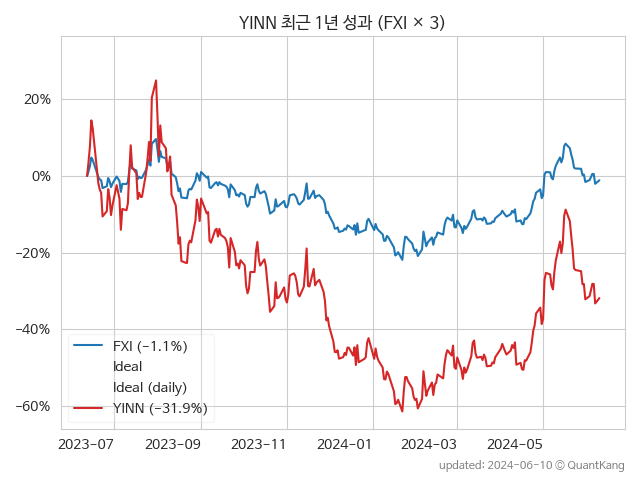 YINN 최근 1년 성과 (FXI × 3)
20%
0%
−20%
−40%
−60%
FXI (−1.1%)
Ideal
Ideal (daily)
YINN (−31.9%)
2023−07 2023−09 2023−11 2024−01 2024−03 2024−05
updated: 2024-06-10 © QuantKang